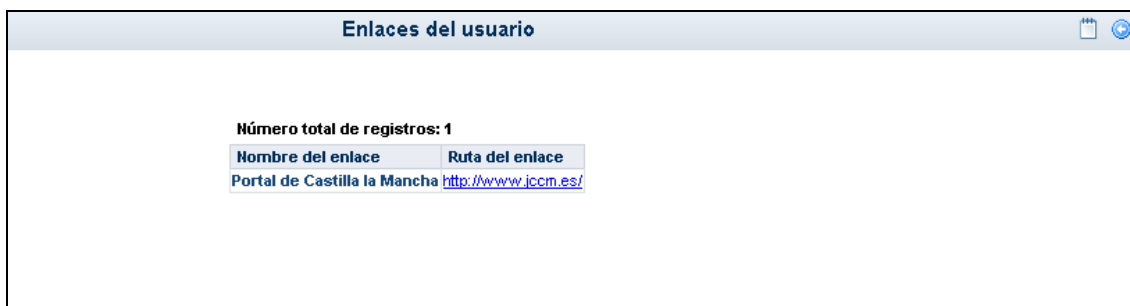 Enlaces del usuario
Número total de registros: 1
Nombre del enlace Ruta del enlace
Portal de Castilla la Mancha http://www.jccm.es/